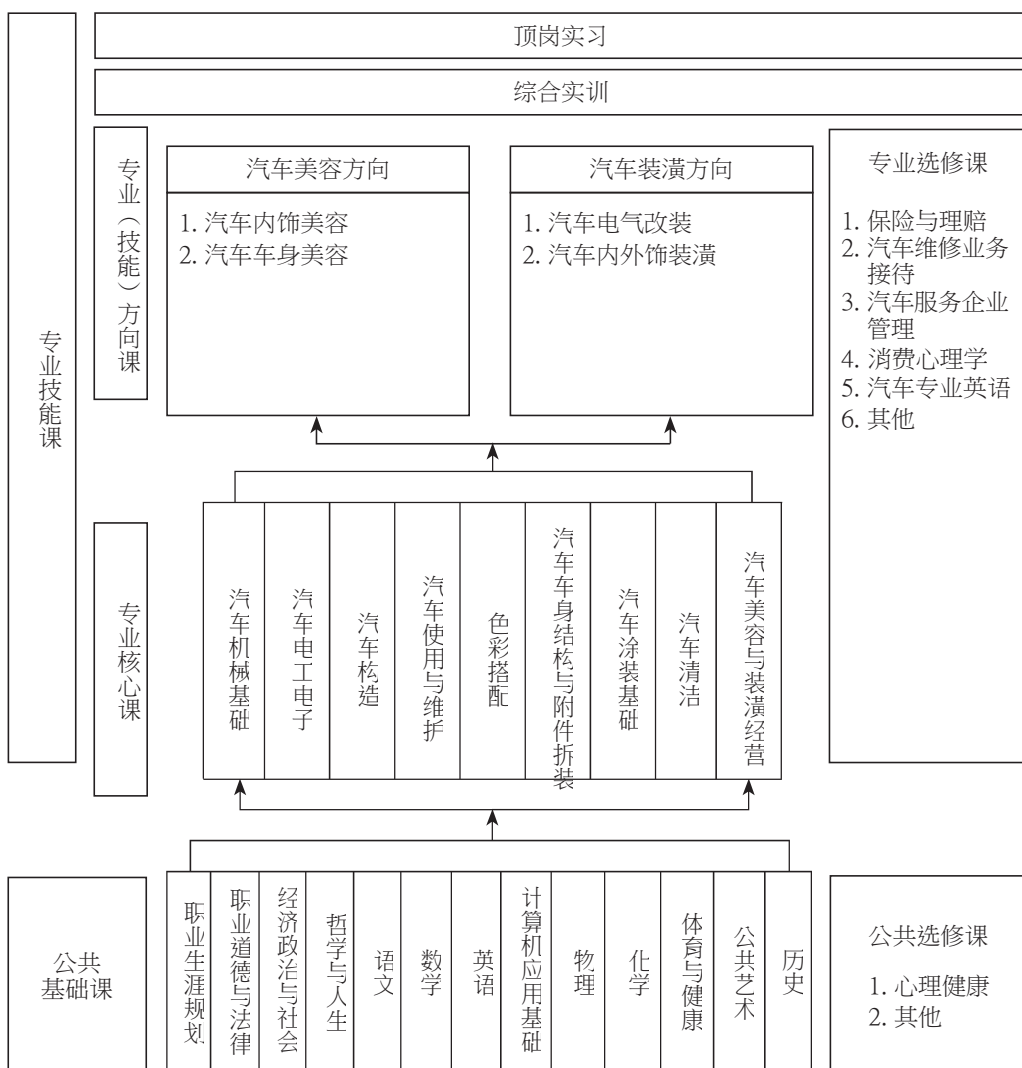 顶岗实习
综合实训
专业技能课
专业（技能）方向课
汽车美容方向
1. 汽车内饰美容
2. 汽车车身美容
汽车装潢方向
1. 汽车电气改装
2. 汽车内外饰装潢
专业选修课
1. 保险与理赔
2. 汽车维修业务
接待
3. 汽车服务企业
管理
4. 消费心理学
5. 汽车专业英语
6. 其他
专业核心课
汽车机械基础
汽车电工电子
汽车构造
汽车使用与维护
色彩搭配
汽车车身结构与附件拆装
汽车涂装基础
汽车清洁
汽车美容与装潢经营
公共
基础课
职业生涯规划
职业道德与法律
经济政治与社会
哲学与人生
语文
数学
英语
计算机应用基础
物理
化学
体育与健康
公共艺术
历史
公共选修课
1. 心理健康
2. 其他